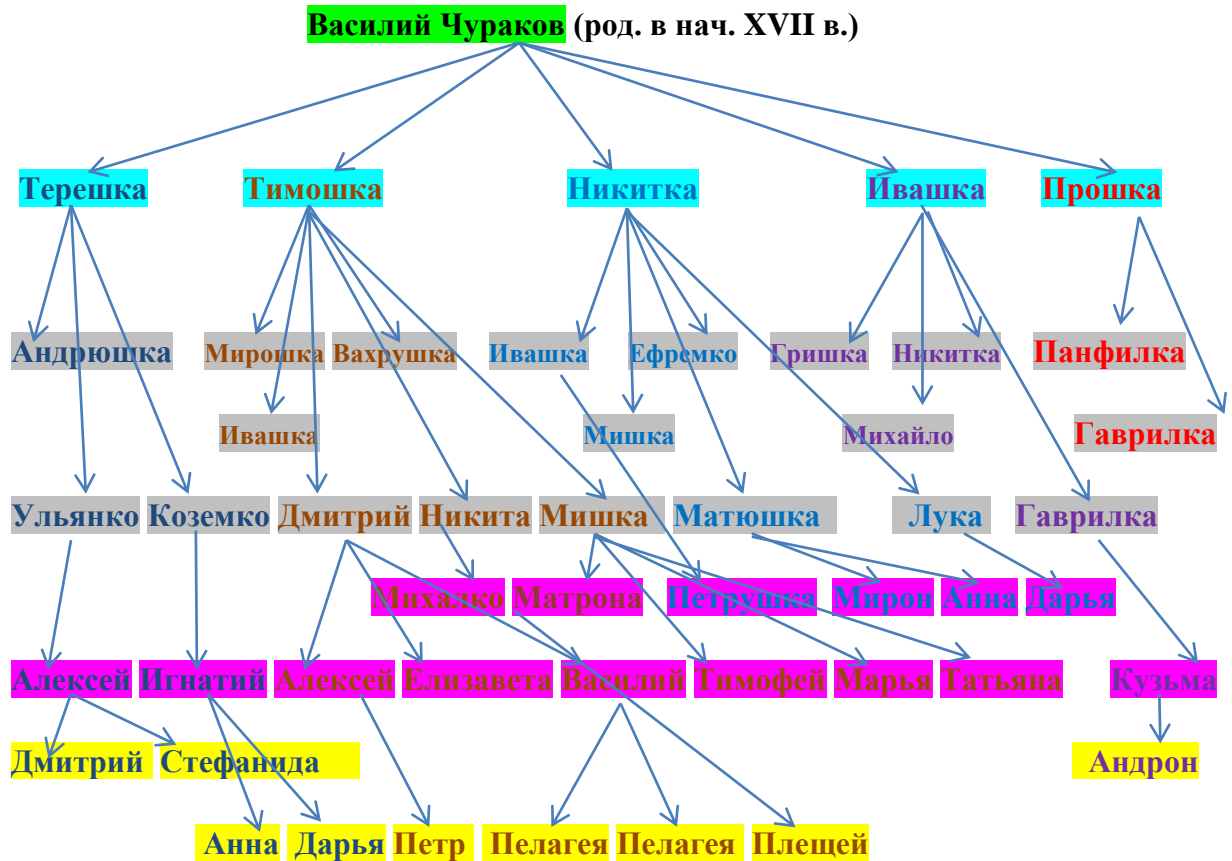 Василий Чураков (род. в нач. XVII в.)
Терешка Тимошка Никитка Ивашка Прошка
Андрюшка Мирошка Вахрушка Ивашка Ефремко Гришка Никитка Панфилка
Ивашка Мишка Михайло Гаврилка
Ульянко Коземко Дмитрий Никита Мишка Матюшка Лука Гаврилка
Михалко Матрона Петрушка Мирон Анна Дарья
Алексей Игнатий Алексей Елизавета Василий Тимофей Марья Татьяна Кузьма
Дмитрий Стефанида Андрон
Анна Дарья Петр Пелагея Пелагея Плещей